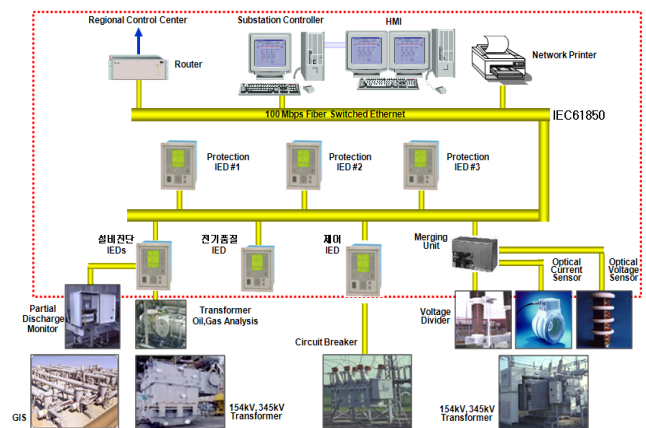 Regional Control Center
Substation Controller
HMI
Router
Network Printer
100 Mbps Fiber Switched Ethernet
IEC61850
Protection
IED #1
Protection
IED #2
Protection
IED #3
설비진단
IEDs
전기품질
IED
제어
IED
Merging
Unit
Optical
Current
Sensor
Optical
Voltage
Sensor
Partial
Discharge
Monitor
Transformer
Oil,Gas Analysis
Voltage
Divider
Circuit Breaker
GIS
154kV, 345kV
Transformer
154kV, 345kV
Transformer